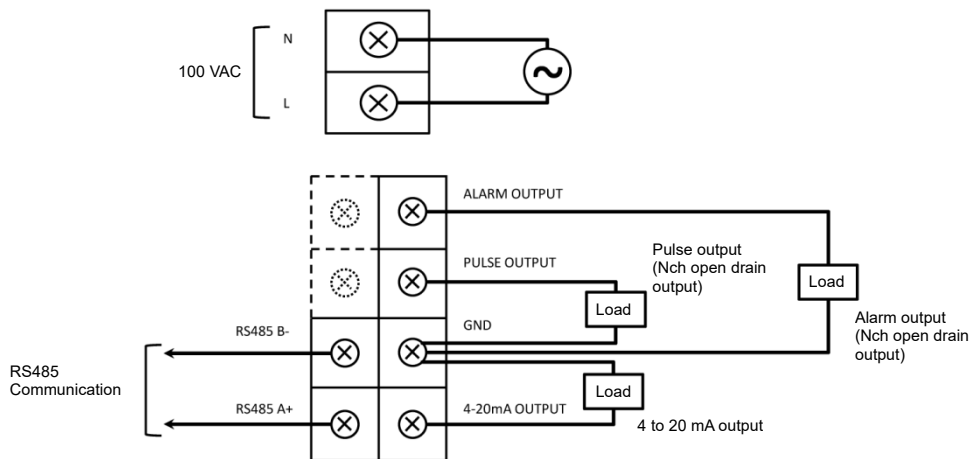 N
100 VAC
L
ALARM OUTPUT
Pulse output
(Nch open drain
output)
PULSE OUTPUT
Load
Load
Alarm output
(Nch open drain
output)
RS485 B-
GND
RS485
Communication
Load
RS485 A+
4-20mA OUTPUT
4 to 20 mA output